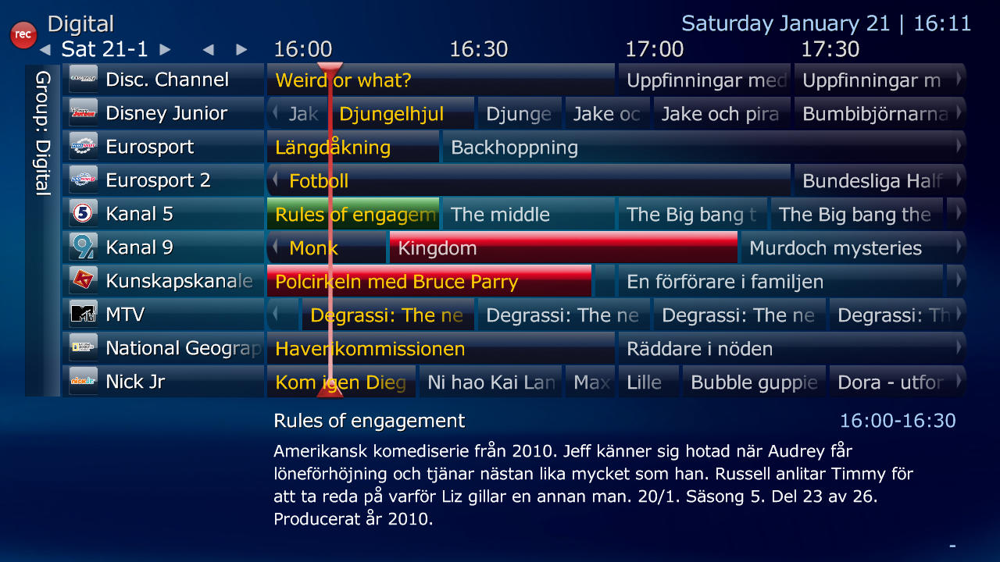 rec
Digital
Saturday January 21 | 16:11
Sat 21-1
16:00 16:30 17:00 17:30
Group: Digital
Disc. Channel Weird or what? Uppfinningar med Uppfinningar m
Disney Junior Jak Djungelhjul Djunge Jake oc Jake och pira Bumbibjörnarna
Eurosport Längdåkning Backhoppning
Eurosport 2 Fotboll Bundesliga Half
5 Kanal 5 Rules of engagem The middle The Big bang t The Big bang the
9 Kanal 9 Monk Kingdom Murdoch mysteries
Kunskapskanale Polcirkeln med Bruce Parry En förförare i familjen
MTV Degrassi: The ne Degrassi: The ne Degrassi: The ne Degrassi: Th
National Geograp Haverikommissionen Räddare i nöden
nick jr Nick Jr Kom igen Dieg Ni hao Kai Lan Max Lille Bubble guppie Dora - utfor
Rules of engagement 16:00-16:30
Amerikansk komediserie från 2010. Jeff känner sig hotad när Audrey får
löneförhöjning och tjänar nästan lika mycket som han. Russell anlitar Timmy för
att ta reda på varför Liz gillar en annan man. 20/1. Säsong 5. Del 23 av 26.
Producerat år 2010.
-